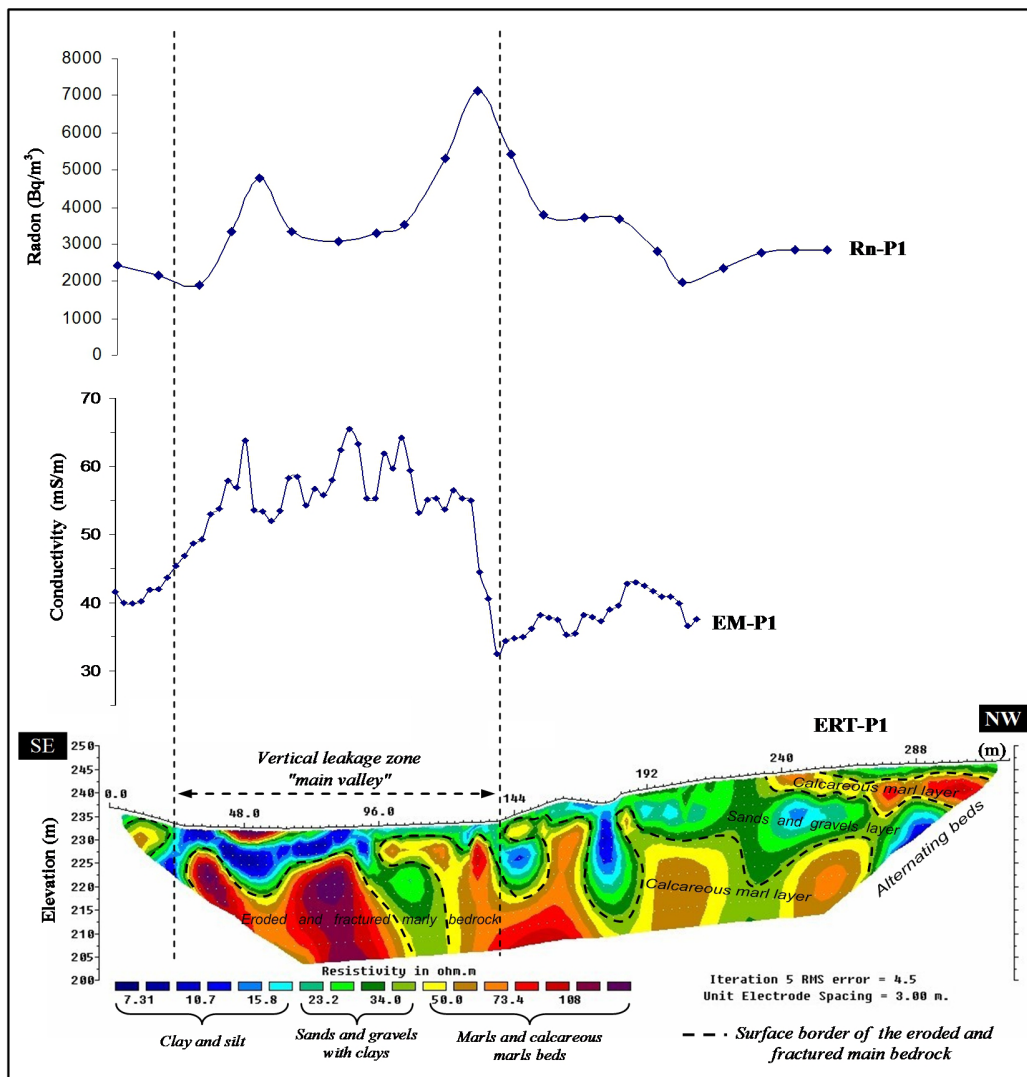 8000
7000
6000
5000
4000
3000
2000
1000
0
Radon (Bq/m³)
Rn-P1
70
60
50
40
30
Conductivity (mS/m)
EM-P1
SE
ERT-P1
NW
(m)
250
245
240
235
230
225
220
215
210
205
200
Elevation (m)
Vertical leakage zone
"main valley"
0.0
48.0
96.0
144
192
240
288
Calcareous marl layer
Sands and gravels layer
Calcareous marl layer
Alternating beds
Eroded and fractured marly bedrock
Resistivity in ohm.m
7.31 10.7 15.8 23.2 34.0 50.0 73.4 108
Clay and silt
Sands and gravels
with clays
Marls and calcareous
marls beds
Iteration 5 RMS error = 4.5
Unit Electrode Spacing = 3.00 m.
Surface border of the eroded and
fractured main bedrock